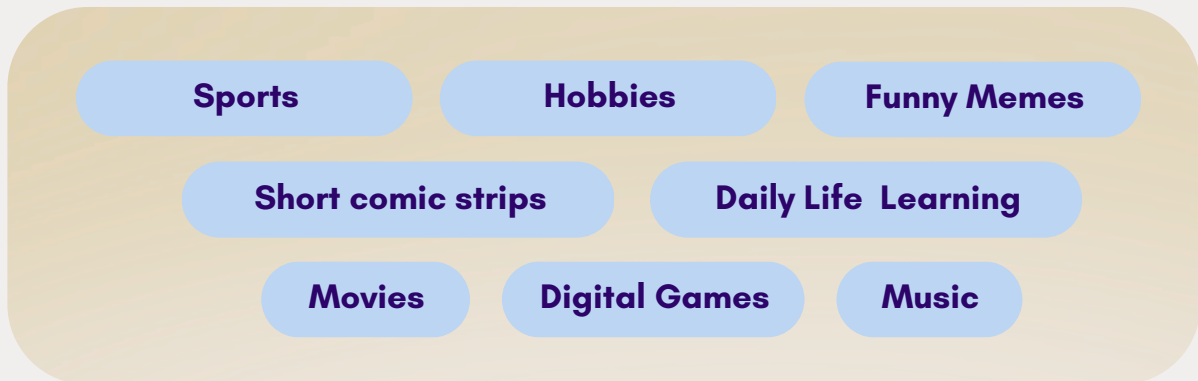 Sports
Hobbies
Funny Memes
Short comic strips
Daily Life Learning
Movies
Digital Games
Music